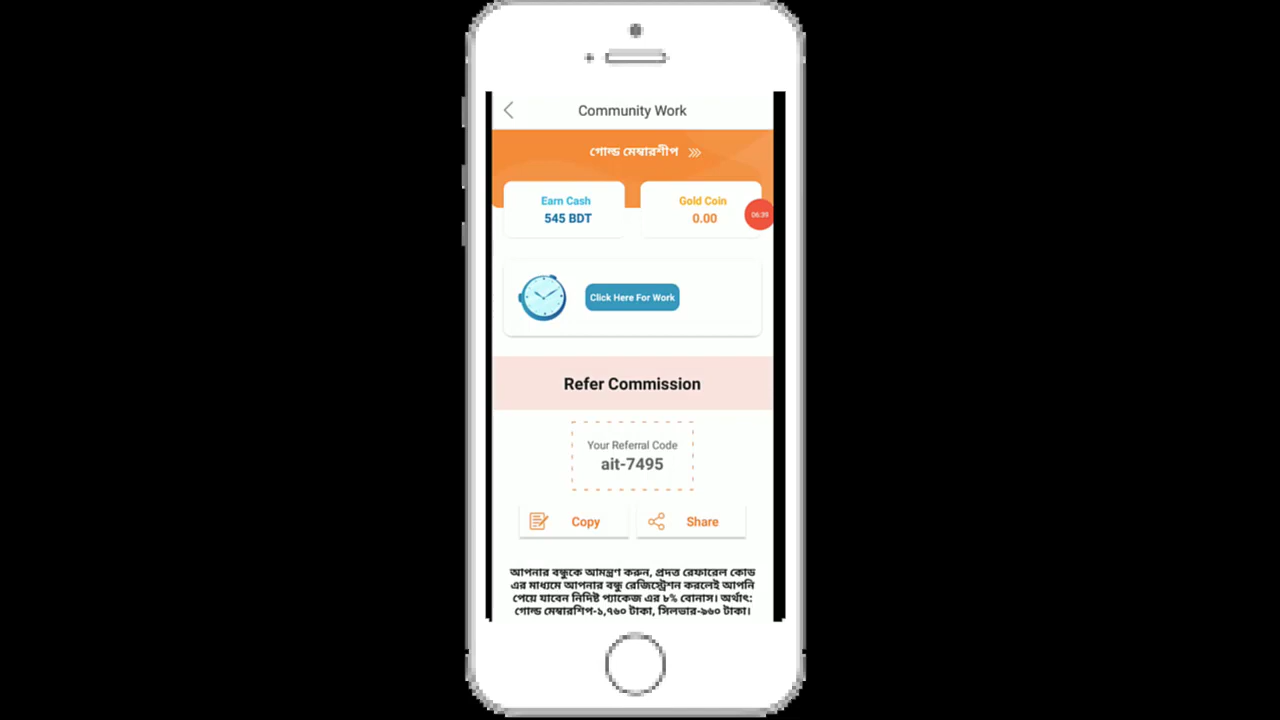 Community Work
গোল্ড মেম্বারশীপ
Earn Cash
545 BDT
Gold Coin
0.00
06:39
Click Here For Work
Refer Commission
Your Referral Code
ait-7495
Copy
Share
আপনার বন্ধুকে আমন্ত্রণ করুন, প্রদত্ত রেফারেল কোড
এর মাধ্যমে আপনার বন্ধু রেজিস্ট্রেশন করলেই আপনি
পেয়ে যাবেন নিদিষ্ট প্যাকেজ এর ৮% বোনাস। অর্থাৎ:
গোল্ড মেম্বারশিপ-১,৭৬০ টাকা, সিলভার-৯৬০ টাকা।